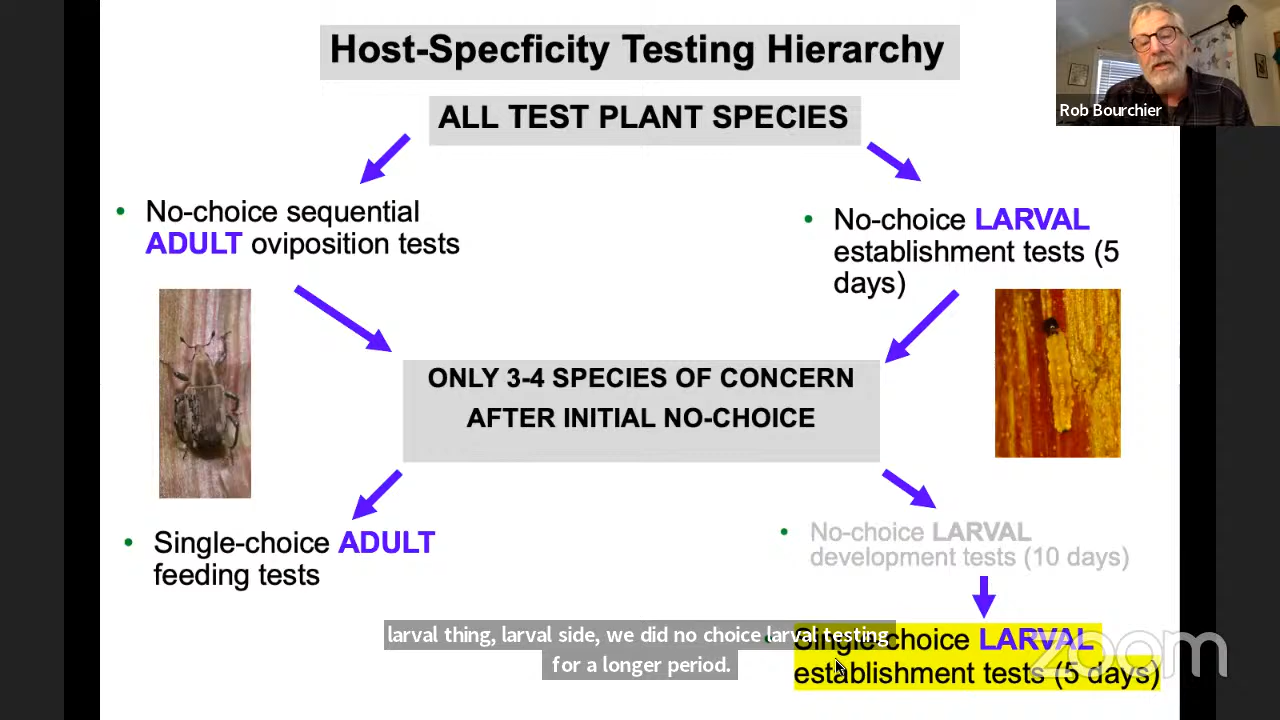 Host-Specficity Testing Hierarchy
Rob Bourchier
ALL TEST PLANT SPECIES
• No-choice sequential
ADULT oviposition tests
• No-choice LARVAL
establishment tests (5
days)
ONLY 3-4 SPECIES OF CONCERN
AFTER INITIAL NO-CHOICE
• Single-choice ADULT
feeding tests
• No-choice LARVAL
development tests (10 days)
larval thing, larval side, we did no choice larval testing
for a longer period.
• Single-choice LARVAL
establishment tests (5 days)
zoom